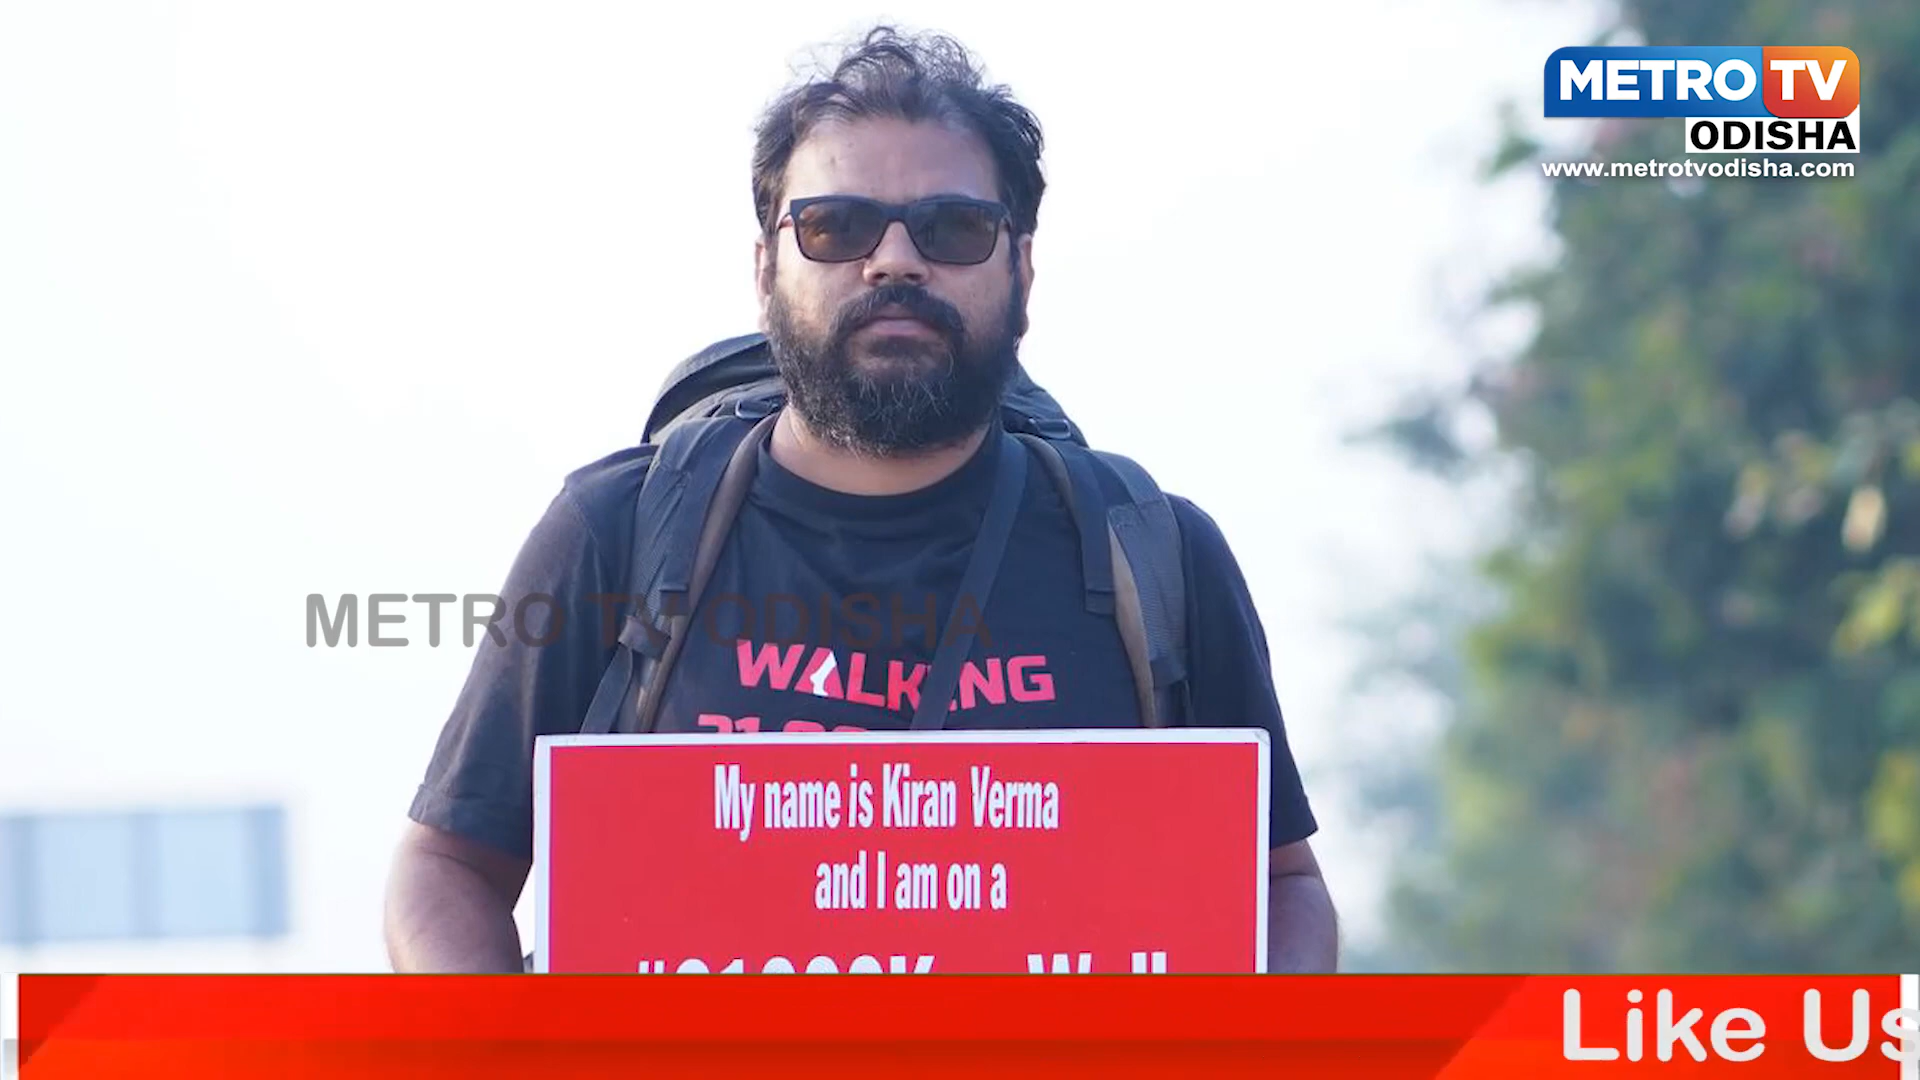 METRO TV
ODISHA
www.metrotvodisha.com
METRO TV ODISHA
WALKING
My name is Kiran Verma
and I am on a
Like Us